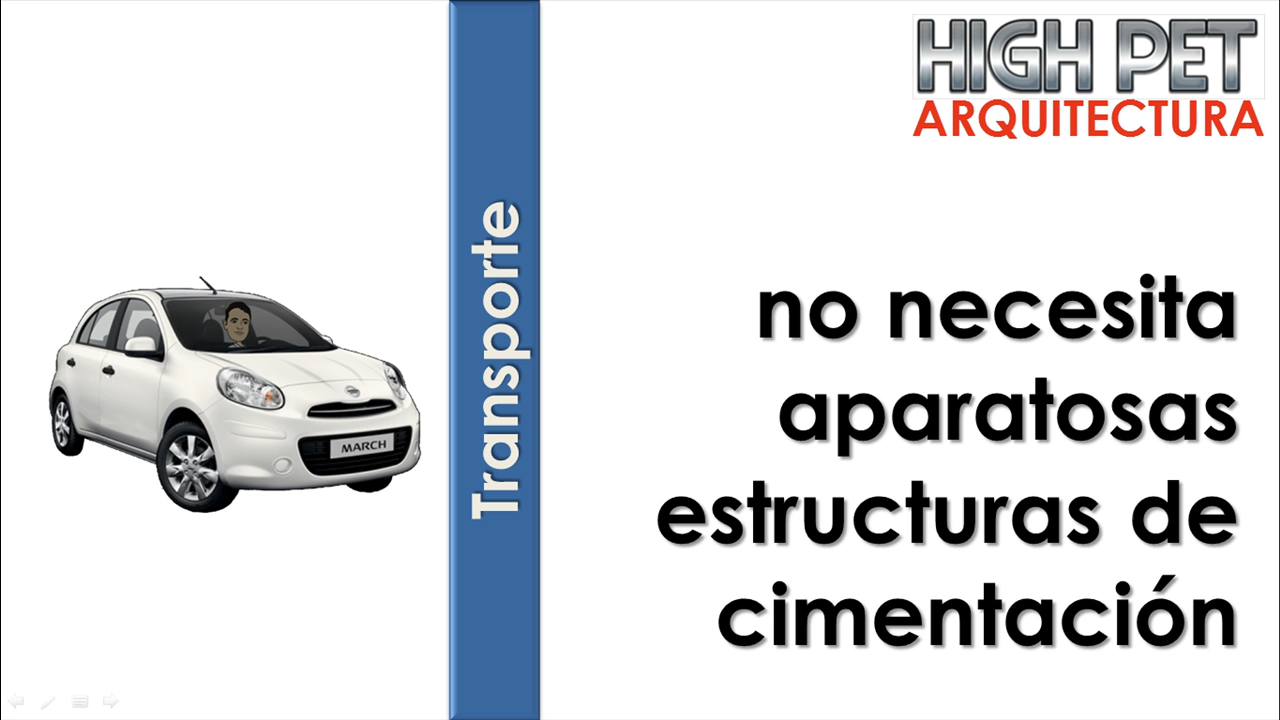 HIGH PET
ARQUITECTURA
Transporte
no necesita
aparatosas
estructuras de
cimentación
MARCH